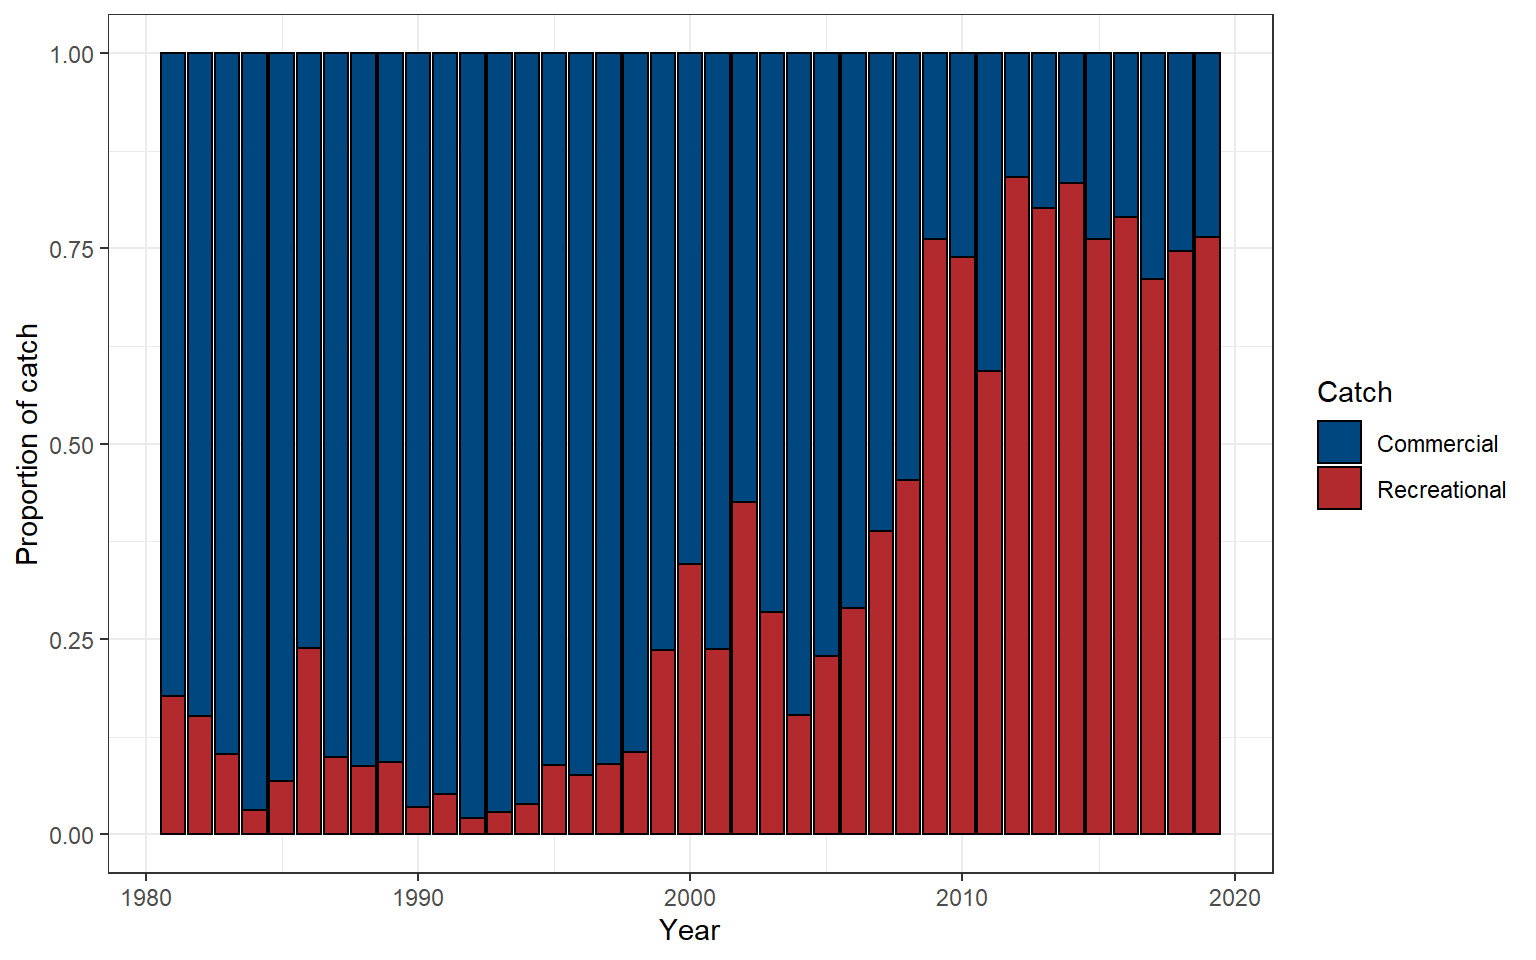 Proportion of catch
1.00
0.75
0.50
0.25
0.00
1980 1990 2000 2010 2020
Year
Catch
Commercial
Recreational